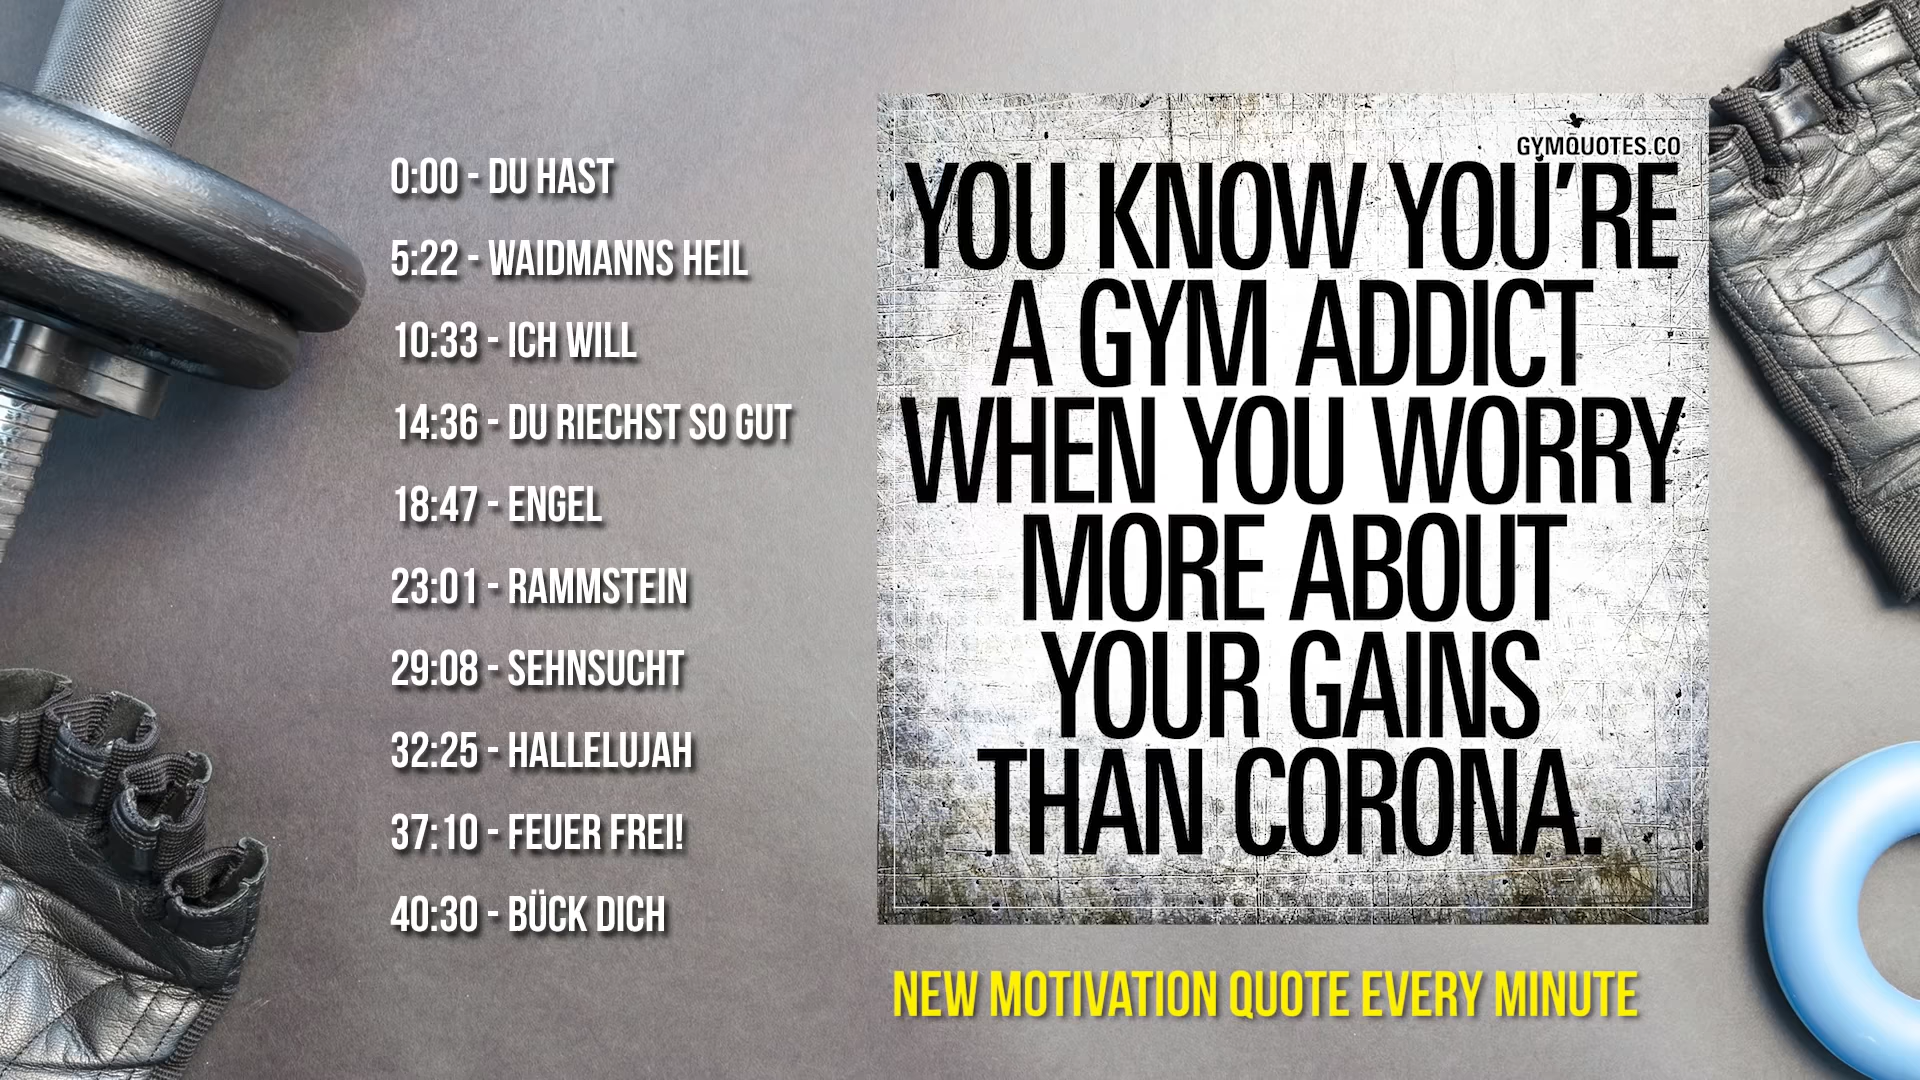 0:00 - DU HAST
5:22 - WAIDMANNS HEIL
10:33 - ICH WILL
14:36 - DU RIECHST SO GUT
18:47 - ENGEL
23:01 - RAMMSTEIN
29:08 - SEHNSUCHT
32:25 - HALLELUJAH
37:10 - FEUER FREI!
40:30 - BÜCK DICH
GYMQUOTES.CO
YOU KNOW YOU'RE
A GYM ADDICT
WHEN YOU WORRY
MORE ABOUT
YOUR GAINS
THAN CORONA.
NEW MOTIVATION QUOTE EVERY MINUTE